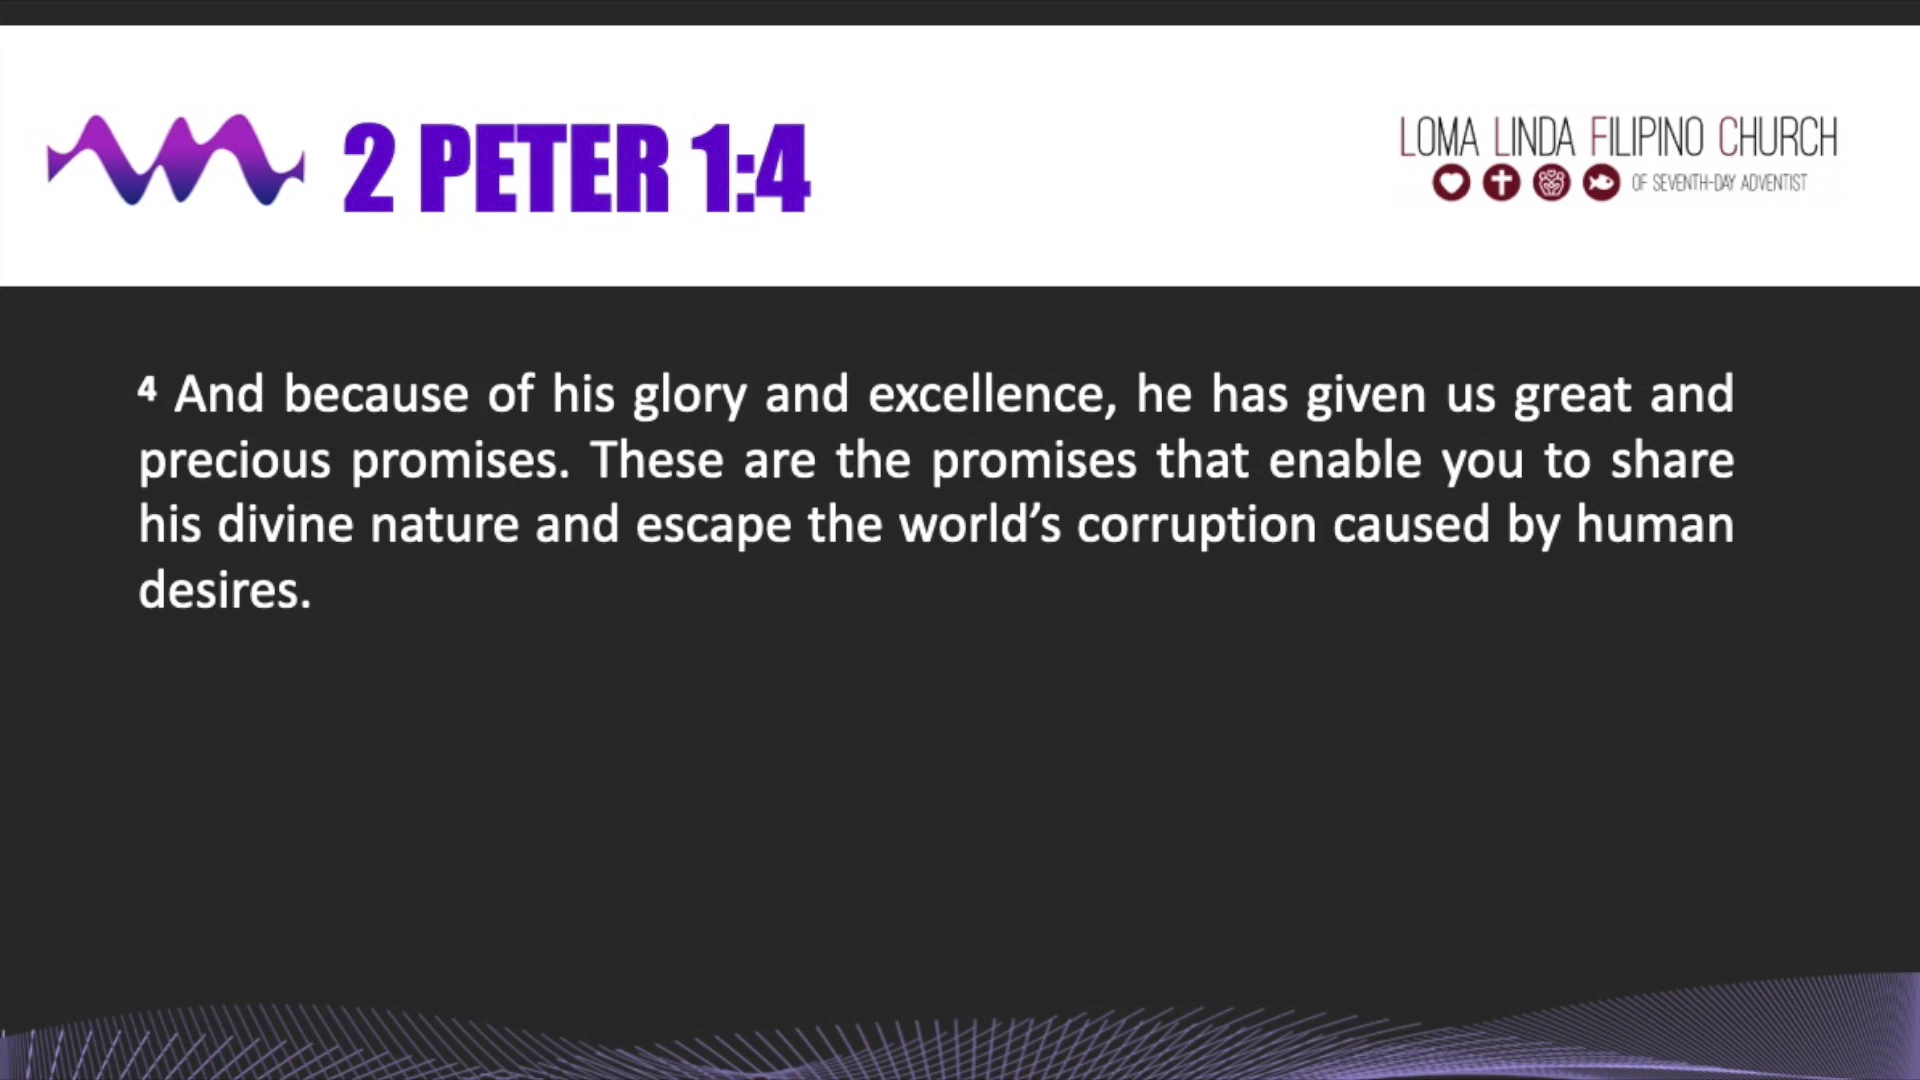 2 PETER 1:4
LOMA LINDA FILIPINO CHURCH
OF SEVENTH-DAY ADVENTIST
4 And because of his glory and excellence, he has given us great and
precious promises. These are the promises that enable you to share
his divine nature and escape the world’s corruption caused by human
desires.